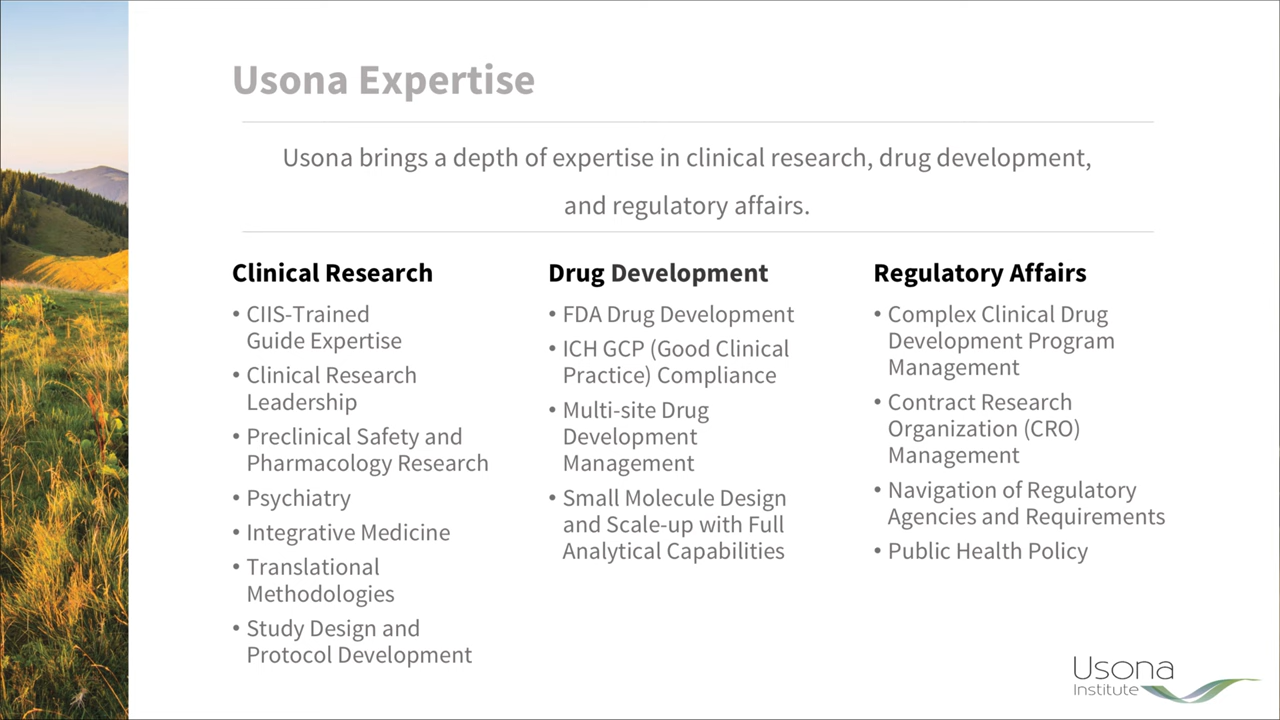 Usona Expertise
Usona brings a depth of expertise in clinical research, drug development,
and regulatory affairs.
Clinical Research
• CIIS-Trained
Guide Expertise
• Clinical Research
Leadership
• Preclinical Safety and
Pharmacology Research
• Psychiatry
• Integrative Medicine
• Translational
Methodologies
• Study Design and
Protocol Development
Drug Development
• FDA Drug Development
• ICH GCP (Good Clinical
Practice) Compliance
• Multi-site Drug
Development
Management
• Small Molecule Design
and Scale-up with Full
Analytical Capabilities
Regulatory Affairs
• Complex Clinical Drug
Development Program
Management
• Contract Research
Organization (CRO)
Management
• Navigation of Regulatory
Agencies and Requirements
• Public Health Policy
Usona
Institute